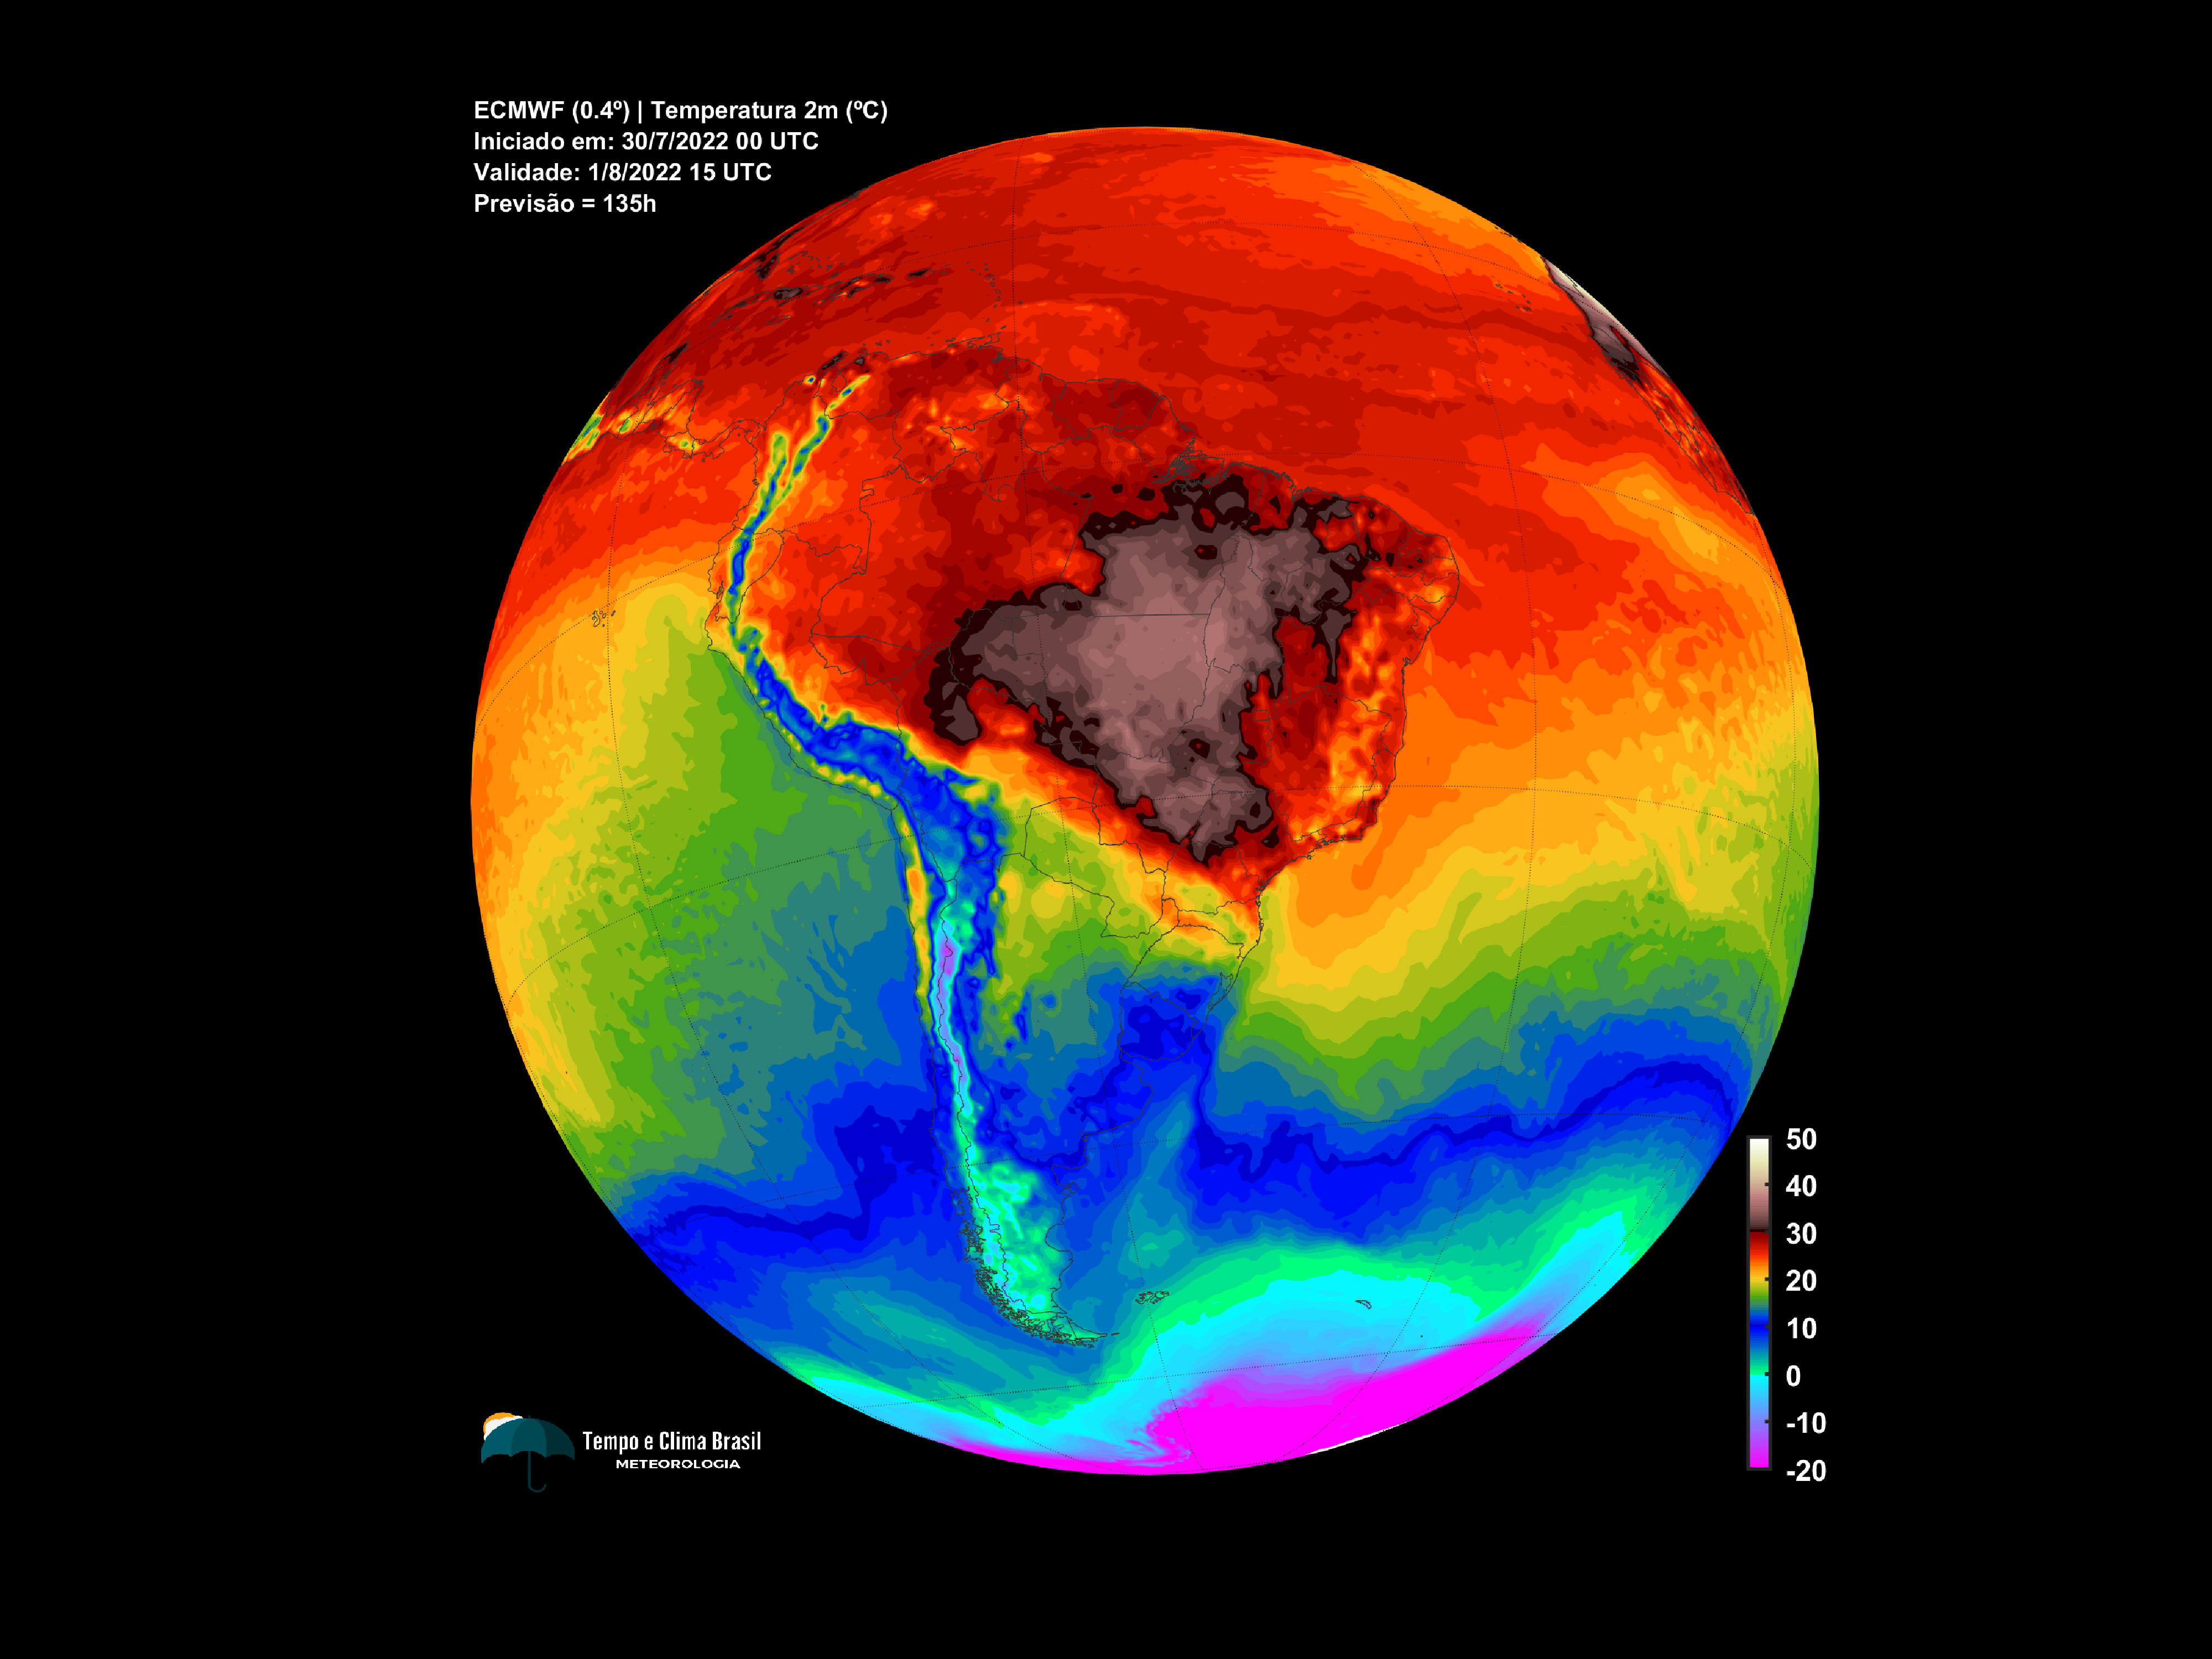 ECMWF (0.4º) | Temperatura 2m (ºC)
Iniciado em: 30/7/2022 00 UTC
Validade: 1/8/2022 15 UTC
Previsão = 135h
50
40
30
20
10
0
-10
-20
Tempo e Clima Brasil
METEOROLOGIA